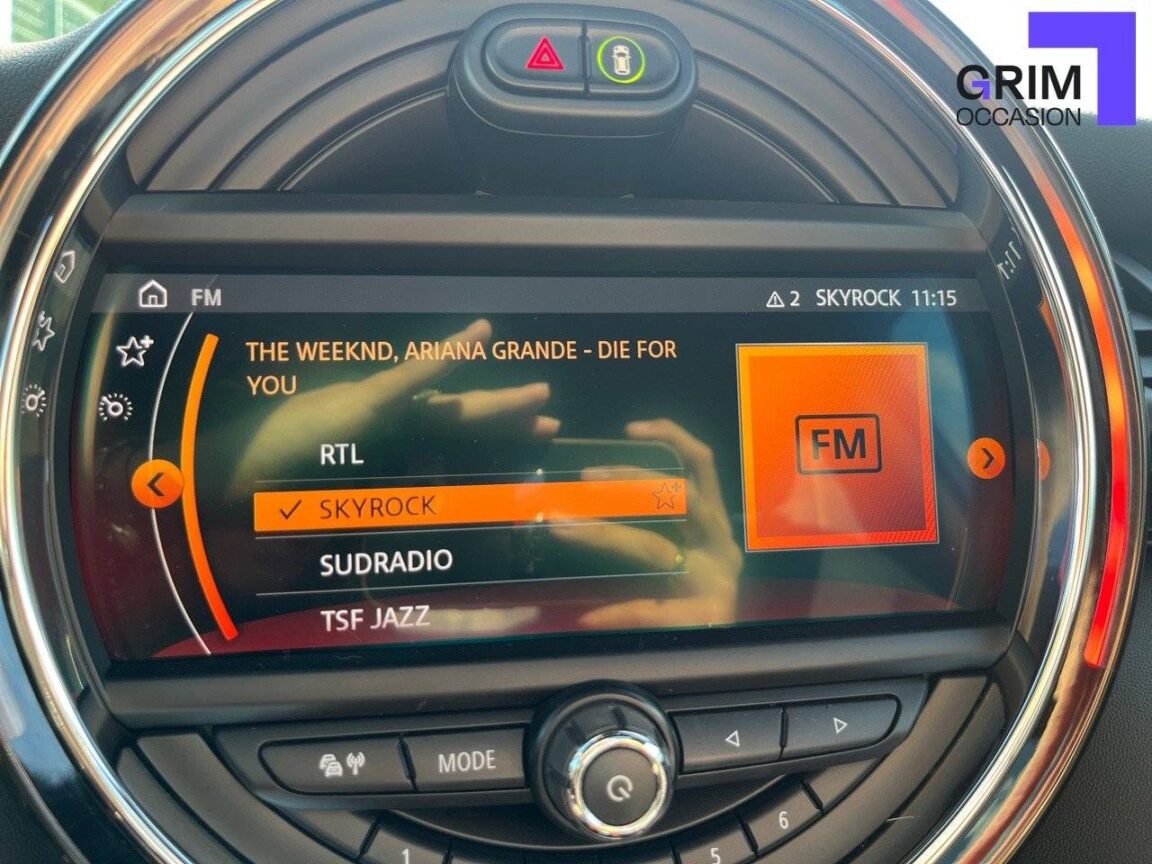 GRIM
OCCASION
FM
2 SKYROCK 11:15
THE WEEKND, ARIANA GRANDE - DIE FOR
YOU
FM
RTL
SKYROCK
SUDRADIO
TSF JAZZ
MODE
1
5
6